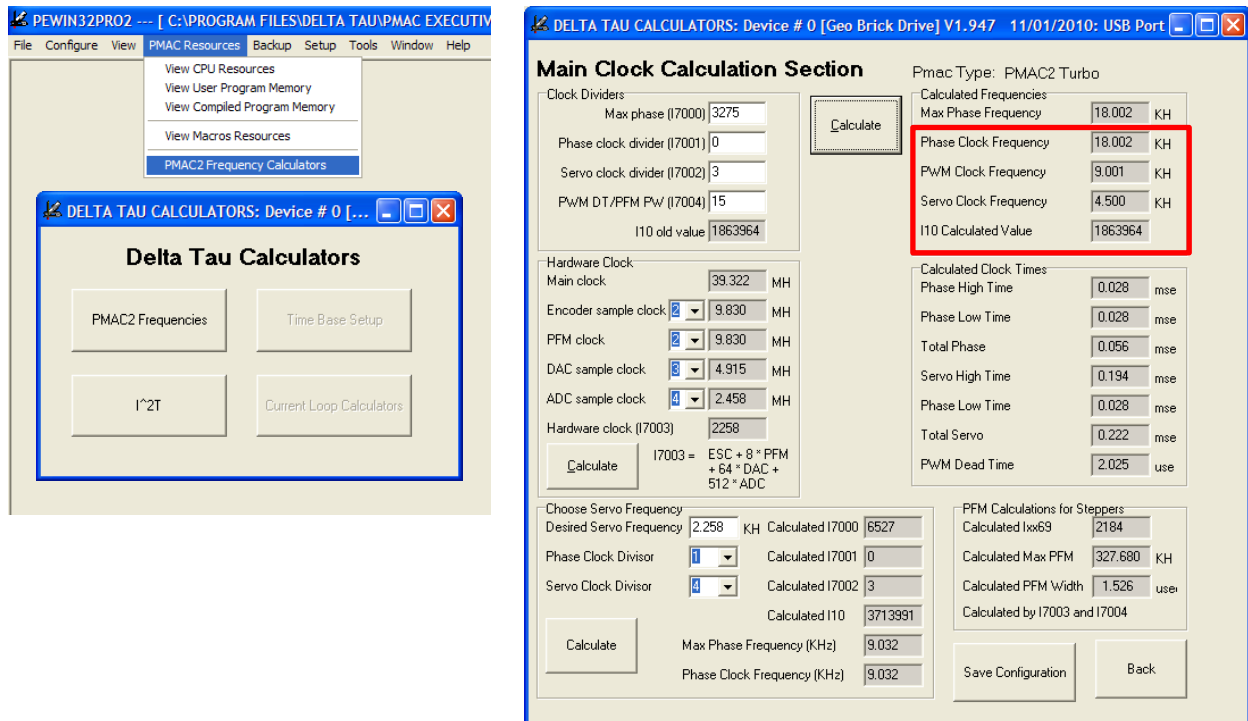 PEWIN32PRO2 --- [ C:\PROGRAM FILES\DELTA TAU\PMAC EXECUTIV
File Configure View PMAC Resources Backup Setup Tools Window Help
View CPU Resources
View User Program Memory
View Compiled Program Memory
View Macros Resources
PMAC2 Frequency Calculators
DELTA TAU CALCULATORS: Device # 0 [...
Delta Tau Calculators
PMAC2 Frequencies Time Base Setup
I^2T Current Loop Calculators
DELTA TAU CALCULATORS: Device # 0 [Geo Brick Drive] V1.947 11/01/2010: USB Port
Main Clock Calculation Section
Pmac Type: PMAC2 Turbo
Clock Dividers
Max phase (I7000) 3275
Phase clock divider (I7001) 0
Servo clock divider (I7002) 3
PWM DT/PFM PW (I7004) 15
I10 old value 1863964
Calculate
Calculated Frequencies
Max Phase Frequency 18.002 KH
Phase Clock Frequency 18.002 KH
PWM Clock Frequency 9.001 KH
Servo Clock Frequency 4.500 KH
I10 Calculated Value 1863964
Hardware Clock
Main clock 39.322 MH
Encoder sample clock 2 9.830 MH
PFM clock 2 9.830 MH
DAC sample clock 3 4.915 MH
ADC sample clock 4 2.458 MH
Hardware clock (I7003) 2258
Calculate
I7003 = ESC + 8 * PFM
+ 64 * DAC +
512 * ADC
Calculated Clock Times
Phase High Time 0.028 mse
Phase Low Time 0.028 mse
Total Phase 0.056 mse
Servo High Time 0.194 mse
Phase Low Time 0.028 mse
Total Servo 0.222 mse
PWM Dead Time 2.025 use
Choose Servo Frequency
Desired Servo Frequency 2.258 KH Calculated I7000 6527
Phase Clock Divisor 1 Calculated I7001 0
Servo Clock Divisor 4 Calculated I7002 3
Calculated I10 3713991
Calculate
Max Phase Frequency (KHz) 9.032
Phase Clock Frequency (KHz) 9.032
PFM Calculations for Steppers
Calculated Ixx69 2184
Calculated Max PFM 327.680 KH
Calculated PFM Width 1.526 use
Calculated by I7003 and I7004
Save Configuration Back